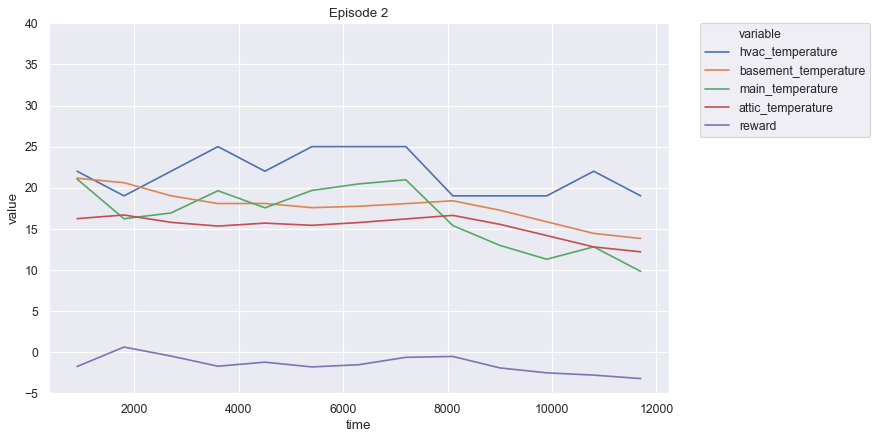 Episode 2
variable
hvac_temperature
basement_temperature
main_temperature
attic_temperature
reward
value
40
35
30
25
20
15
10
5
0
−5
2000 4000 6000 8000 10000 12000
time